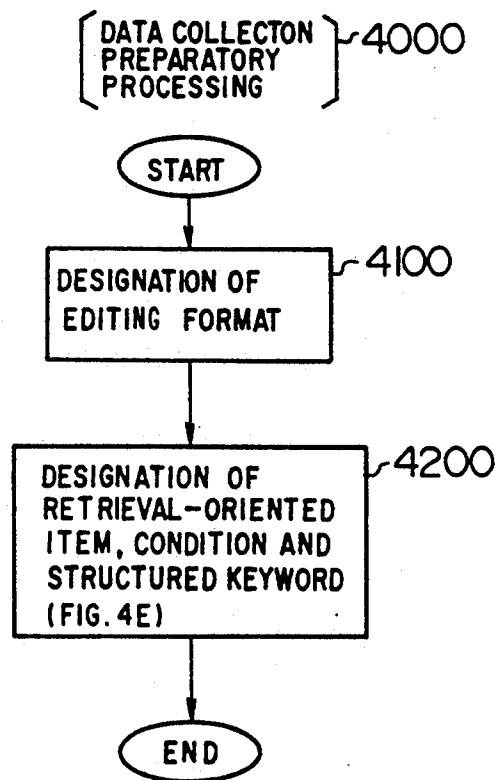 DATA COLLECTON
PREPARATORY
PROCESSING
4000
START
4100
DESIGNATION OF
EDITING FORMAT
4200
DESIGNATION OF
RETRIEVAL-ORIENTED
ITEM, CONDITION AND
STRUCTURED KEYWORD
(FIG. 4E)
END